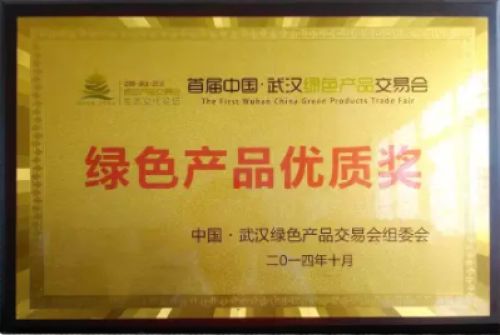 首届中国·武汉绿色产品交易会
The First Wuhan China Green Products Trade Fair
绿色产品优质奖
中国·武汉绿色产品交易会组委会
二〇一四年十月